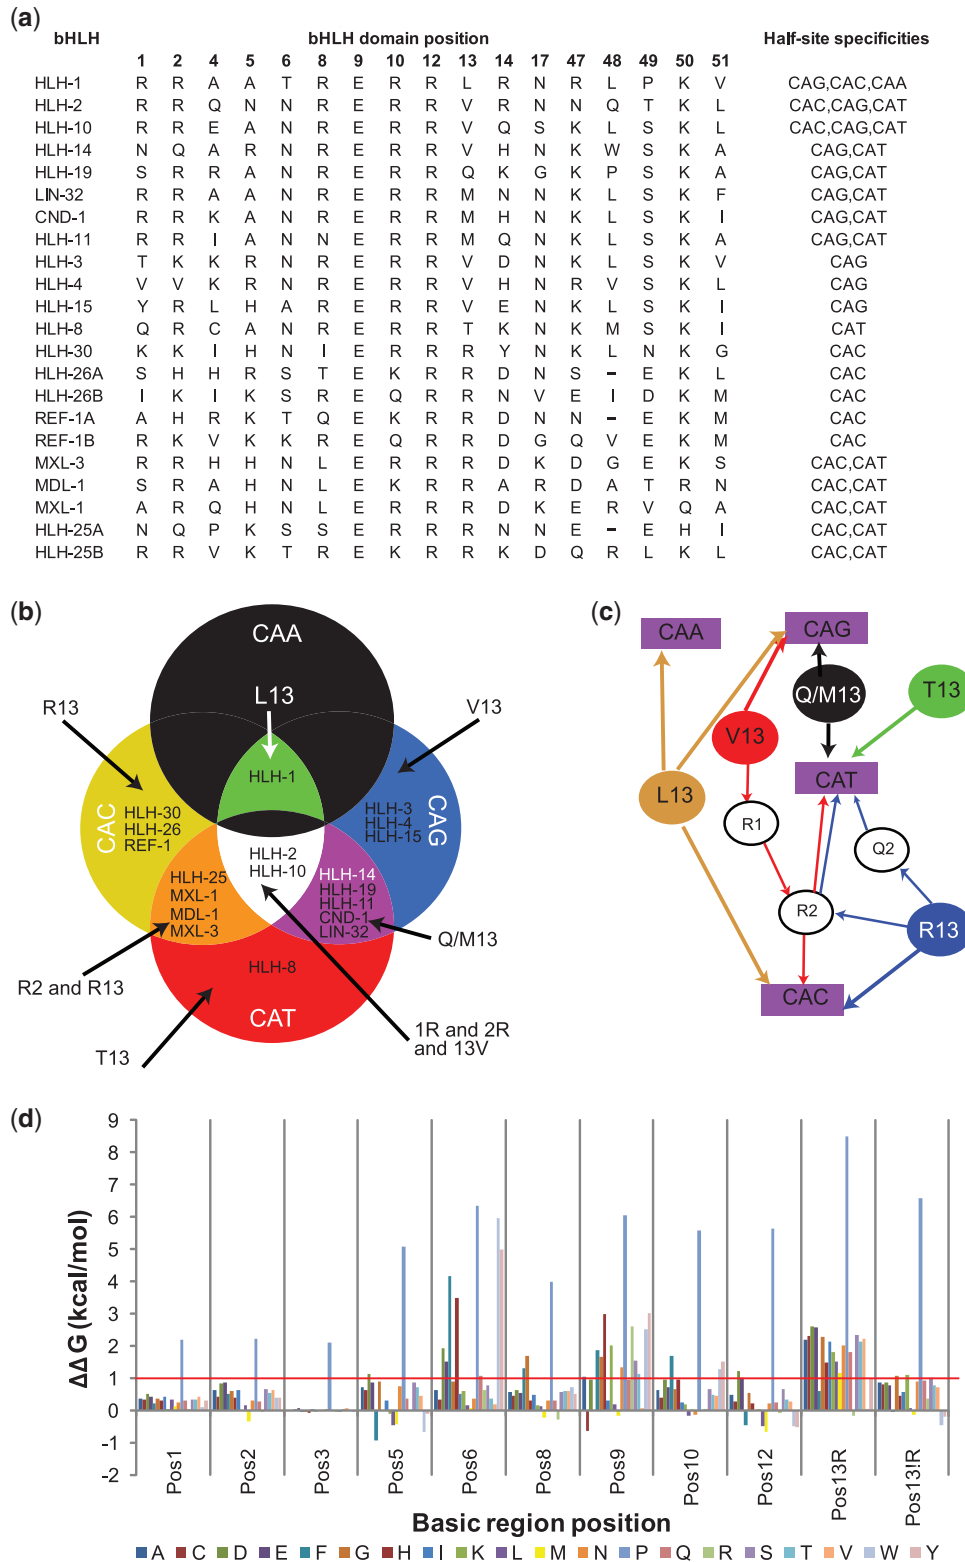 (a)
bHLH bHLH domain position Half-site specificities
1 2 4 5 6 8 9 10 12 13 14 17 47 48 49 50 51
HLH-1 R R A A T R E R R L R N R L P K V CAG,CAC,CAA
HLH-2 R R Q N N R E R R V R N N Q T K L CAC,CAG,CAT
HLH-10 R R E A N R E R R V Q S K L S K L CAC,CAG,CAT
HLH-14 N Q A R N R E R R V H N K W S K A CAG,CAT
HLH-19 S R R A N R E R R Q K G K P S K A CAG,CAT
LIN-32 R R A A N R E R R M N N K L S K F CAG,CAT
CND-1 R R K A N R E R R M H N K L S K I CAG,CAT
HLH-11 R R I A N N E R R M Q N K L S K A CAG,CAT
HLH-3 T K K R N R E R R V D N K L S K V CAG
HLH-4 V V K R N R E R R V H N R V S K L CAG
HLH-15 Y R L H A R E R R V E N K L S K I CAG
HLH-8 Q R C A N R E R R T K N K M S K I CAT
HLH-30 K K I H N I E R R R Y N K L N K G CAC
HLH-26A S H H R S T E K R R D N S – E K L CAC
HLH-26B I K I K S R E Q R R N V E I D K M CAC
REF-1A A H R K T Q E K R R D N N – E K M CAC
REF-1B R K V K K R E Q R R D G Q V E K M CAC
MXL-3 R R H H N L E R R R D K D G E K S CAC,CAT
MDL-1 S R A H N L E K R R A R D A T R N CAC,CAT
MXL-1 A R Q H N L E R R R D K E R V Q A CAC,CAT
HLH-25A N Q P K S S E R R R N N E – E H I CAC,CAT
HLH-25B R R V K T R E K R R K D Q R L K L CAC,CAT
(b)
CAA
L13
R13
V13
HLH-1
CAC
HLH-30
HLH-26
REF-1
HLH-3
HLH-4
HLH-15
CAG
HLH-2
HLH-10
HLH-25
MXL-1
MDL-1
MXL-3
HLH-14
HLH-19
HLH-11
CND-1
LIN-32
Q/M13
HLH-8
R2 and R13
CAT
T13
1R and 2R
and 13V
(c)
CAA
CAG
Q/M13
T13
V13
L13
CAT
R1
Q2
R2
R13
CAC
(d)
ΔΔG (kcal/mol)
9
8
7
6
5
4
3
2
1
0
-1
-2
Pos1
Pos2
Pos3
Pos5
Pos6
Pos8
Pos9
Pos10
Pos12
Pos13R
Pos13!R
Basic region position
A C D E F G H I K L M N P Q R S T V W Y